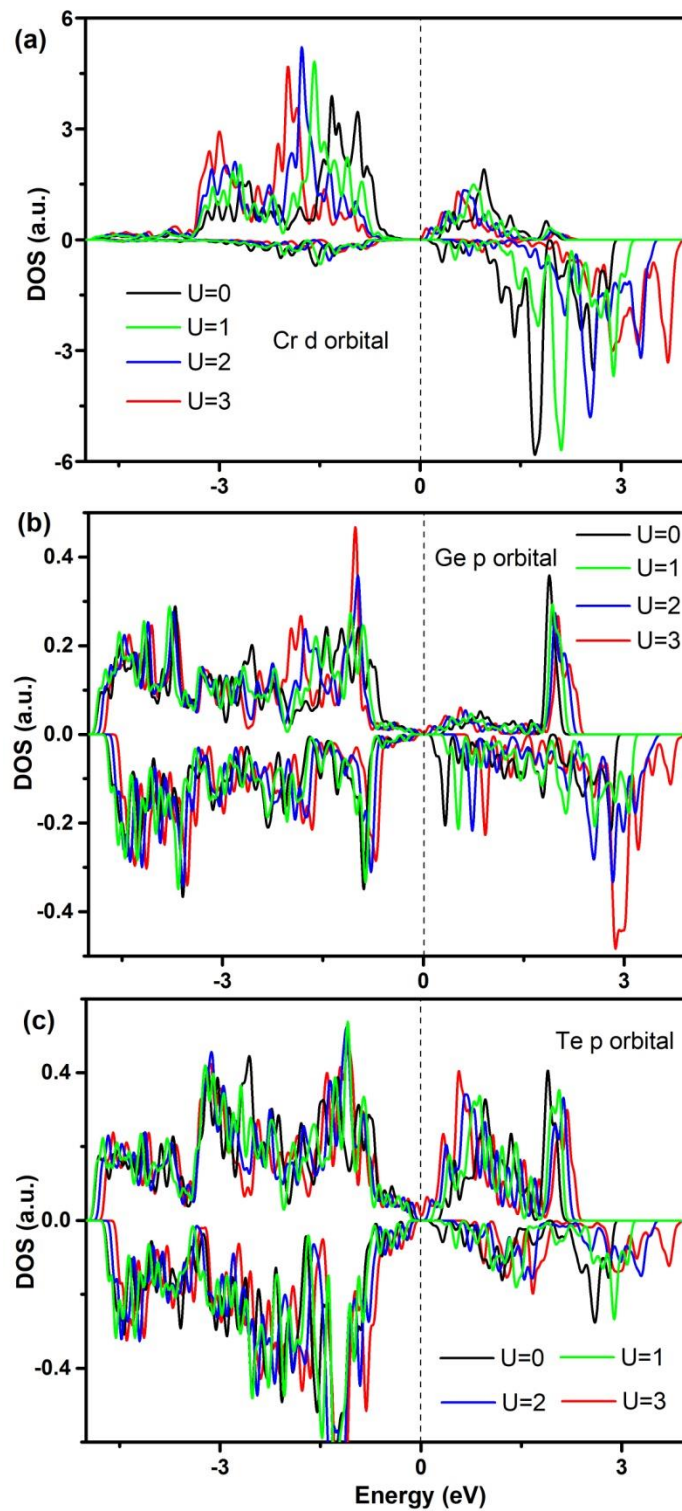 (a)
6
3
0
-3
-6
DOS (a.u.)
U=0
U=1
U=2
U=3
Cr d orbital
-3 0 3
(b)
0.4
0.2
0.0
-0.2
-0.4
DOS (a.u.)
Ge p orbital
U=0
U=1
U=2
U=3
-3 0 3
(c)
0.4
0.0
-0.4
DOS (a.u.)
Te p orbital
U=0 U=1
U=2 U=3
-3 0 3
Energy (eV)